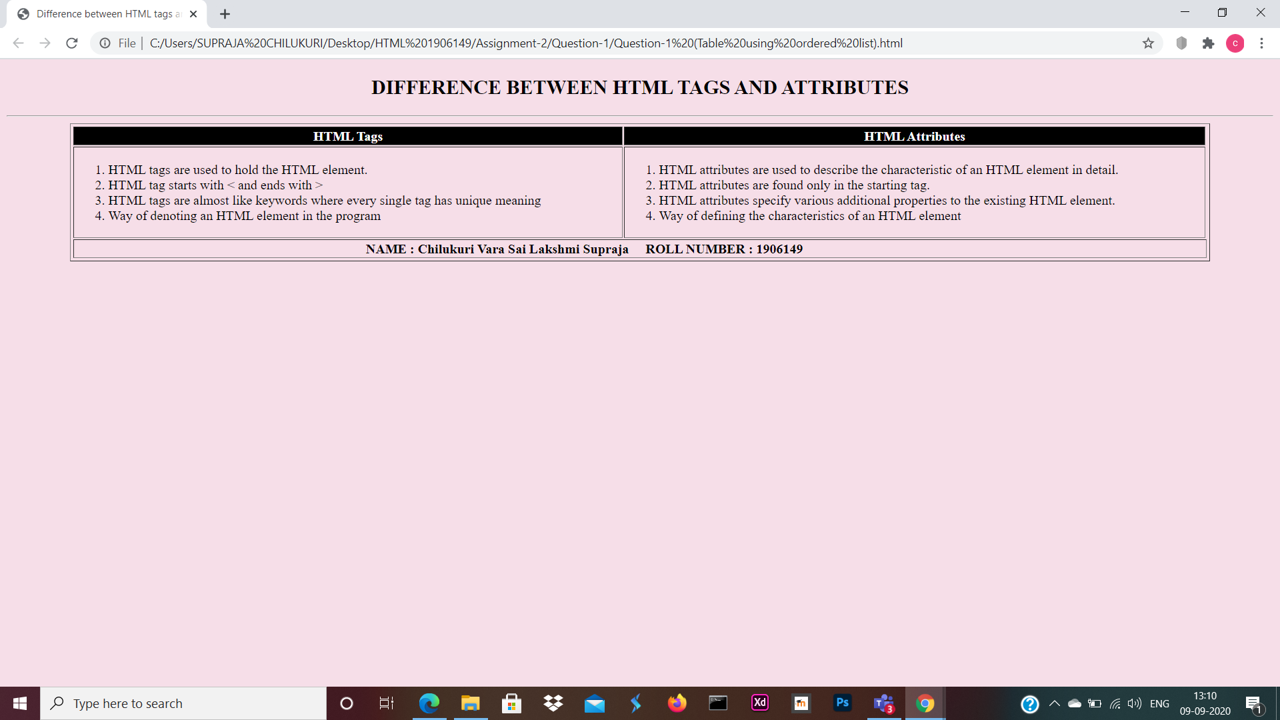 Difference between HTML tags a
File
C:/Users/SUPRAJA%20CHILUKURI/Desktop/HTML%201906149/Assignment-2/Question-1/Question-1%20(Table%20using%20ordered%20list).html
c
DIFFERENCE BETWEEN HTML TAGS AND ATTRIBUTES
HTML Tags
1. HTML tags are used to hold the HTML element.
2. HTML tag starts with < and ends with >
3. HTML tags are almost like keywords where every single tag has unique meaning
4. Way of denoting an HTML element in the program
HTML Attributes
1. HTML attributes are used to describe the characteristic of an HTML element in detail.
2. HTML attributes are found only in the starting tag.
3. HTML attributes specify various additional properties to the existing HTML element.
4. Way of defining the characteristics of an HTML element
NAME : Chilukuri Vara Sai Lakshmi Supraja ROLL NUMBER : 1906149
Type here to search
Xd
m
Ps
3
ENG
13:10
09-09-2020
1